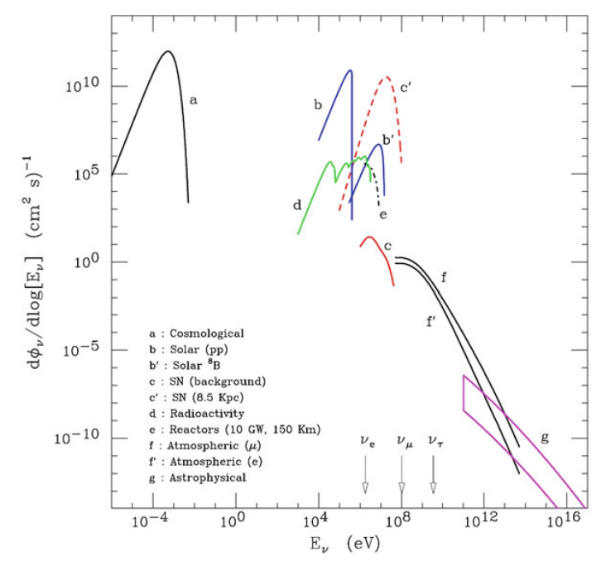 10^10
10^5
10^0
10^−5
10^−10
dφ_ν/dlog[E_ν] (cm² s)^−1
a
b
c'
b'
d
e
c
f
f'
g
a : Cosmological
b : Solar (pp)
b' : Solar ⁸B
c : SN (background)
c' : SN (8.5 Kpc)
d : Radioactivity
e : Reactors (10 GW, 150 Km)
f : Atmospheric (μ)
f' : Atmospheric (e)
g : Astrophysical
ν_e ν_μ ν_τ
10^−4 10^0 10^4 10^8 10^12 10^16
E_ν (eV)